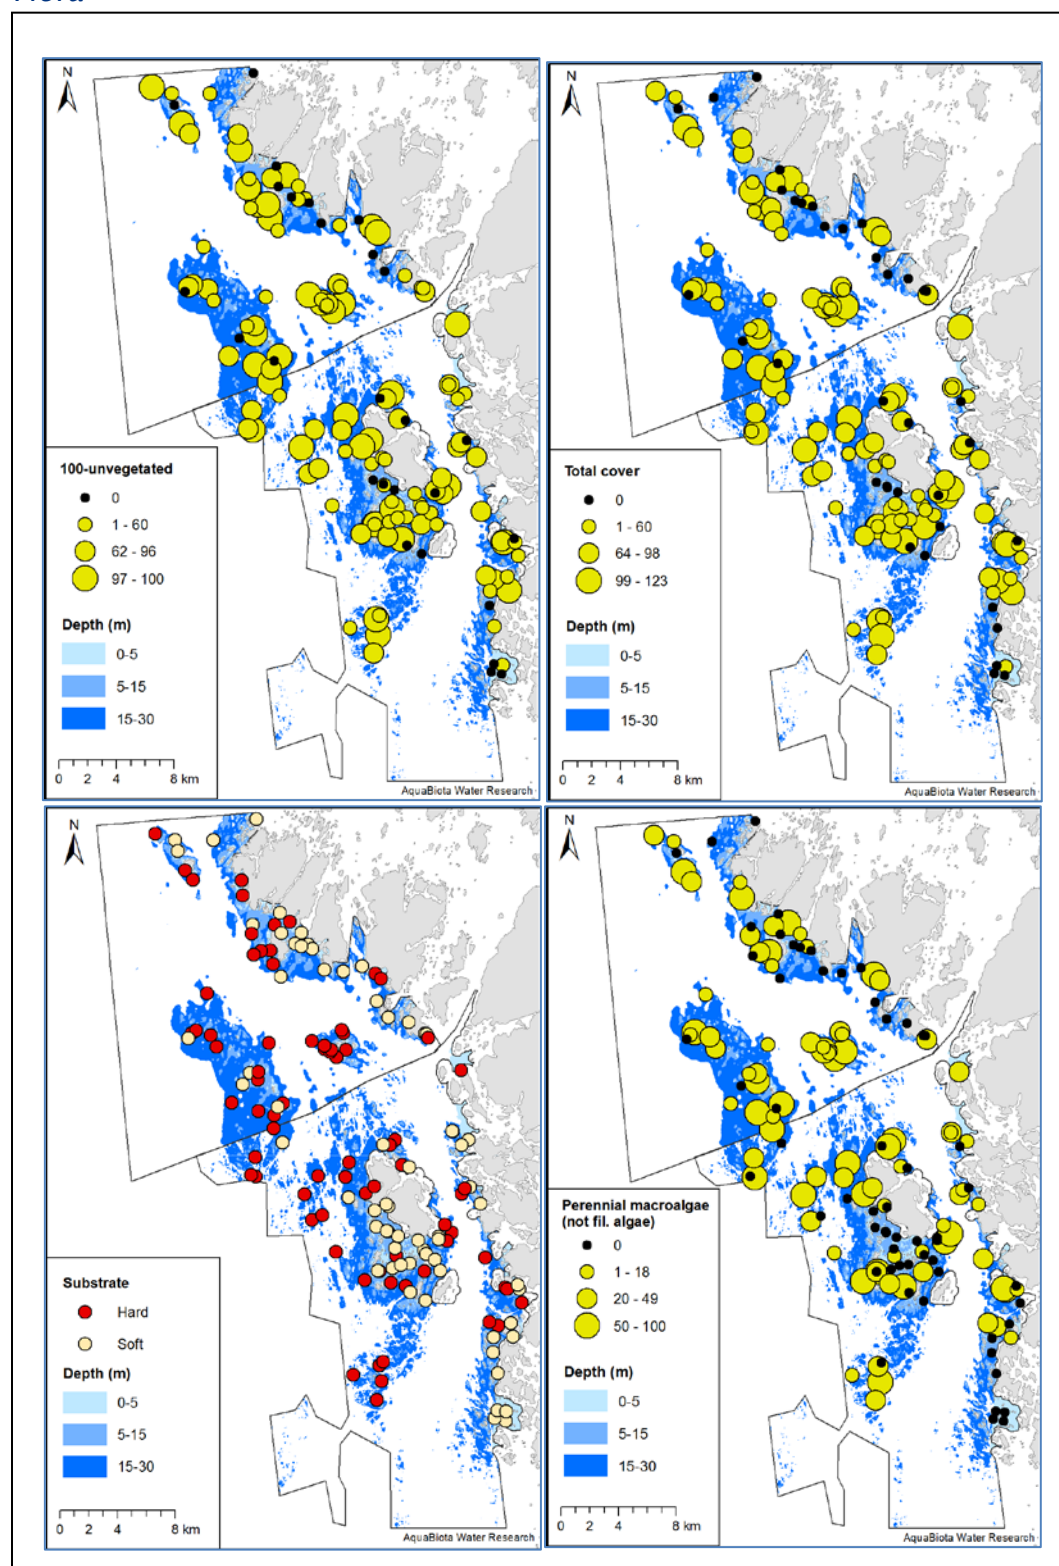 N
100-unvegetated
0
1 - 60
62 - 96
97 - 100
Depth (m)
0-5
5-15
15-30
0 2 4 8 km
AquaBiota Water Research
N
Total cover
0
1 - 60
64 - 98
99 - 123
Depth (m)
0-5
5-15
15-30
0 2 4 8 km
AquaBiota Water Research
N
Substrate
Hard
Soft
Depth (m)
0-5
5-15
15-30
0 2 4 8 km
AquaBiota Water Research
N
Perennial macroalgae
(not fil. algae)
0
1 - 18
20 - 49
50 - 100
Depth (m)
0-5
5-15
15-30
0 2 4 8 km
AquaBiota Water Research